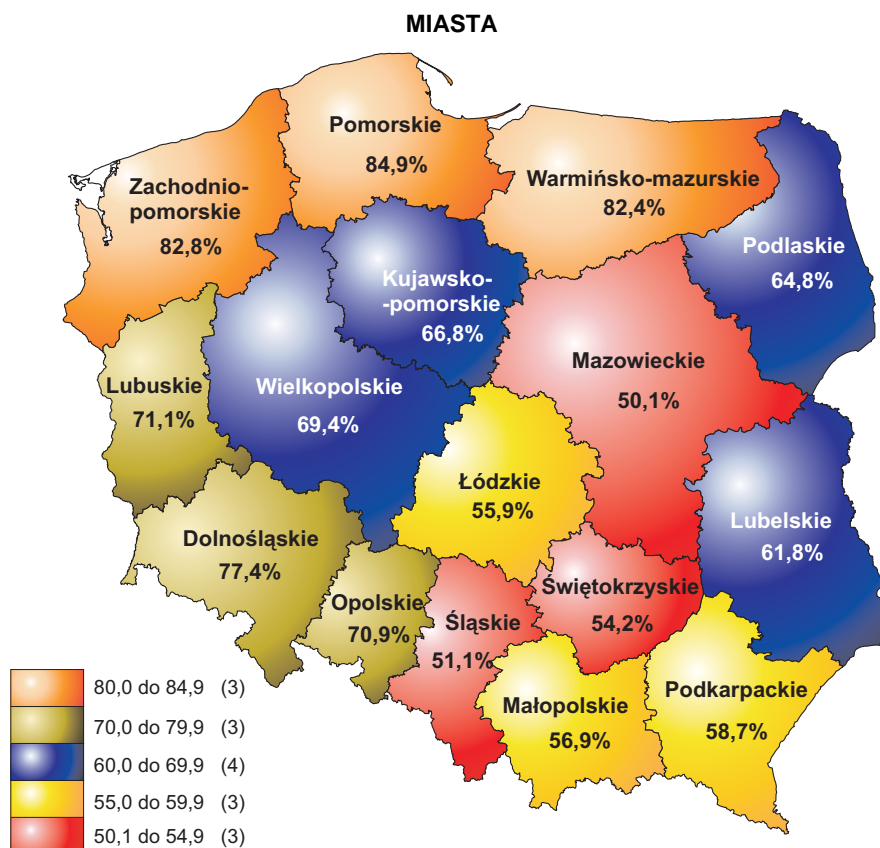 MIASTA
Pomorskie
84,9%
Zachodnio-
pomorskie
82,8%
Warmińsko-mazurskie
82,4%
Podlaskie
64,8%
Kujawsko-
-pomorskie
66,8%
Mazowieckie
50,1%
Lubuskie
71,1%
Wielkopolskie
69,4%
Łódzkie
55,9%
Lubelskie
61,8%
Dolnośląskie
77,4%
Opolskie
70,9%
Śląskie
51,1%
Świętokrzyskie
54,2%
Małopolskie
56,9%
Podkarpackie
58,7%
80,0 do 84,9 (3)
70,0 do 79,9 (3)
60,0 do 69,9 (4)
55,0 do 59,9 (3)
50,1 do 54,9 (3)